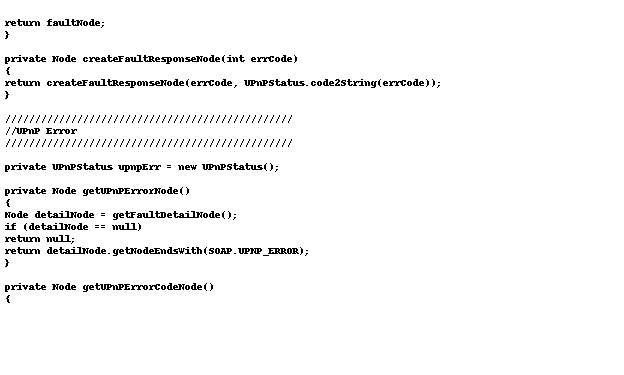 return faultNode;
}
private Node createFaultResponseNode(int errCode)
{
return createFaultResponseNode(errCode, UPnPStatus.code2String(errCode));
}
////////////////////////////////////////////////
//UPnP Error
////////////////////////////////////////////////
private UPnPStatus upnpErr = new UPnPStatus();
private Node getUPnPErrorNode()
{
Node detailNode = getFaultDetailNode();
if (detailNode == null)
return null;
return detailNode.getNodeEndsWith(SOAP.UPNP_ERROR);
}
private Node getUPnPErrorCodeNode()
{